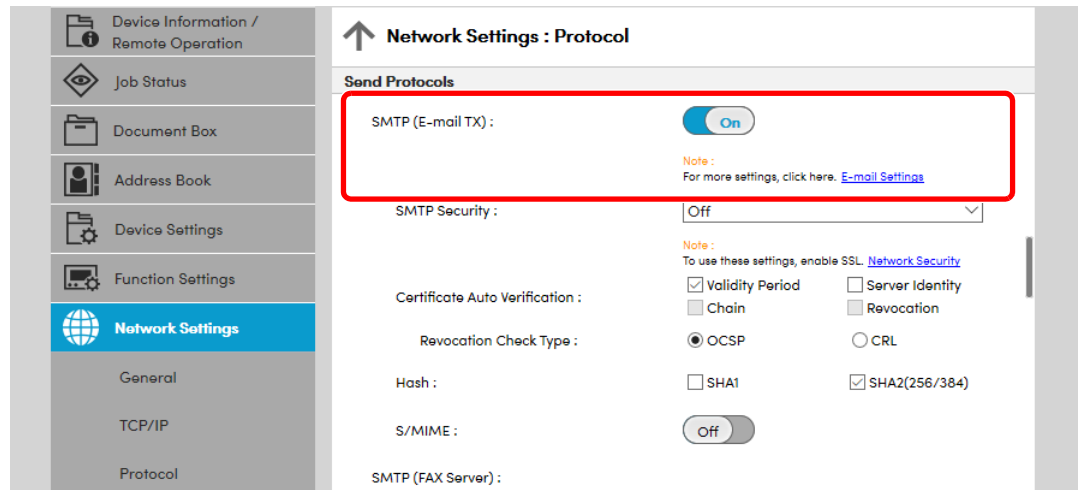 Device Information /
Remote Operation
Job Status
Document Box
Address Book
Device Settings
Function Settings
Network Settings
General
TCP/IP
Protocol
Network Settings : Protocol
Send Protocols
SMTP (E-mail TX) :
On
Note :
For more settings, click here. E-mail Settings
SMTP Security :
Off
Note :
To use these settings, enable SSL. Network Security
Certificate Auto Verification :
Validity Period
Server Identity
Chain
Revocation
Revocation Check Type :
OCSP
CRL
Hash :
SHA1
SHA2(256/384)
S/MIME :
Off
SMTP (FAX Server) :